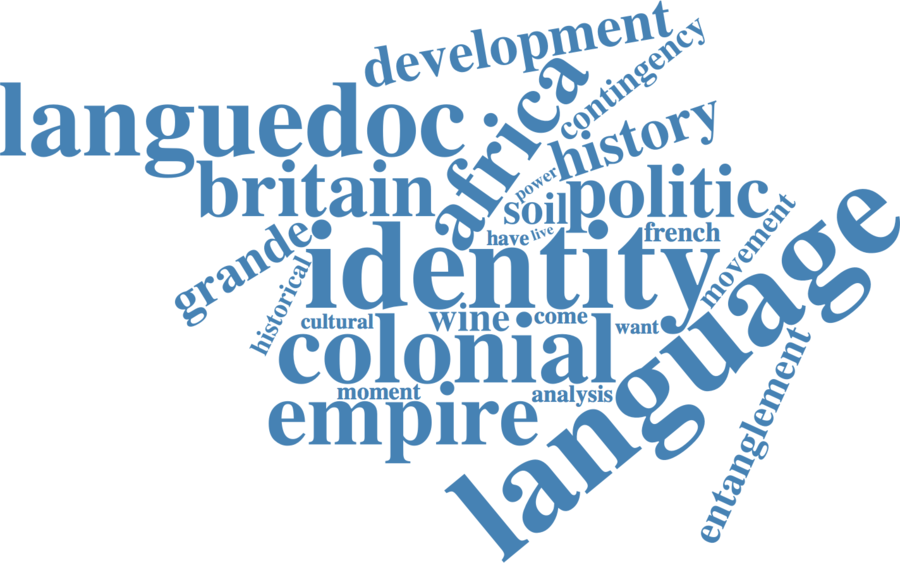 development
contingency
languedoc
africa
history
britain
power
soil
politic
have
live
french
movement
grande
identity
language
historical
cultural
wine
come
want
colonial
moment
analysis
empire
entanglement